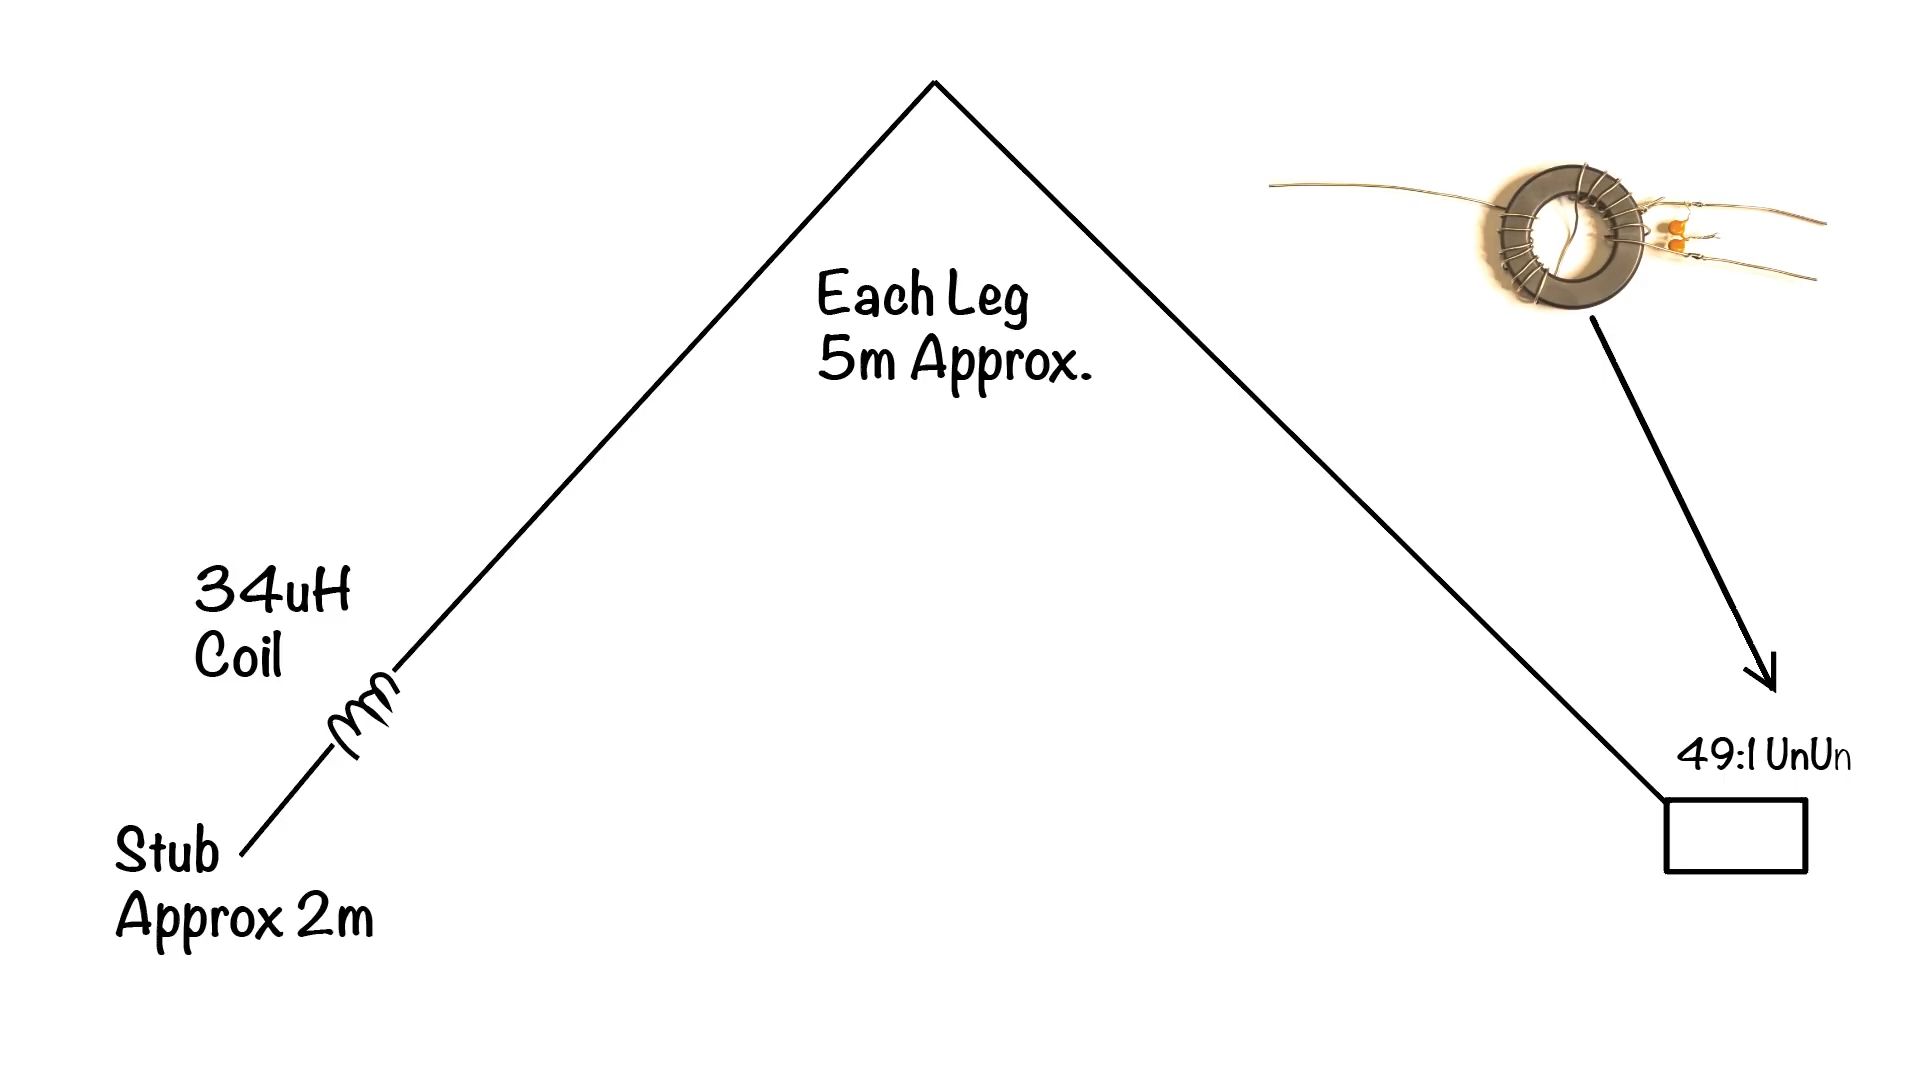 Each Leg
5m Approx.
34uH
Coil
49:1 UnUn
Stub
Approx 2m